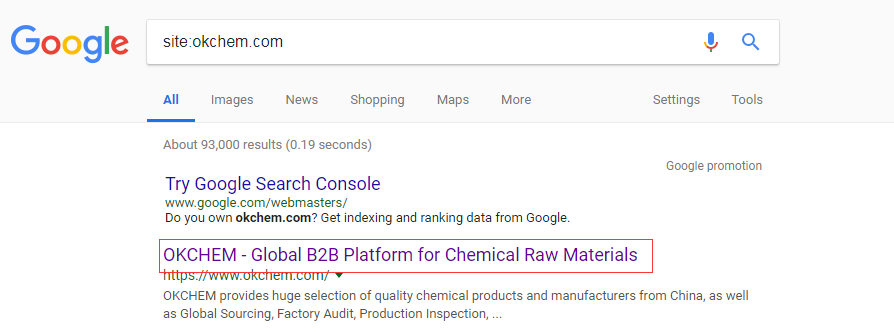 Google
site:okchem.com
All Images News Shopping Maps More Settings Tools
About 93,000 results (0.19 seconds)
Google promotion
Try Google Search Console
www.google.com/webmasters/
Do you own okchem.com? Get indexing and ranking data from Google.
OKCHEM - Global B2B Platform for Chemical Raw Materials
https://www.okchem.com/
OKCHEM provides huge selection of quality chemical products and manufacturers from China, as well
as Global Sourcing, Factory Audit, Production Inspection, ...